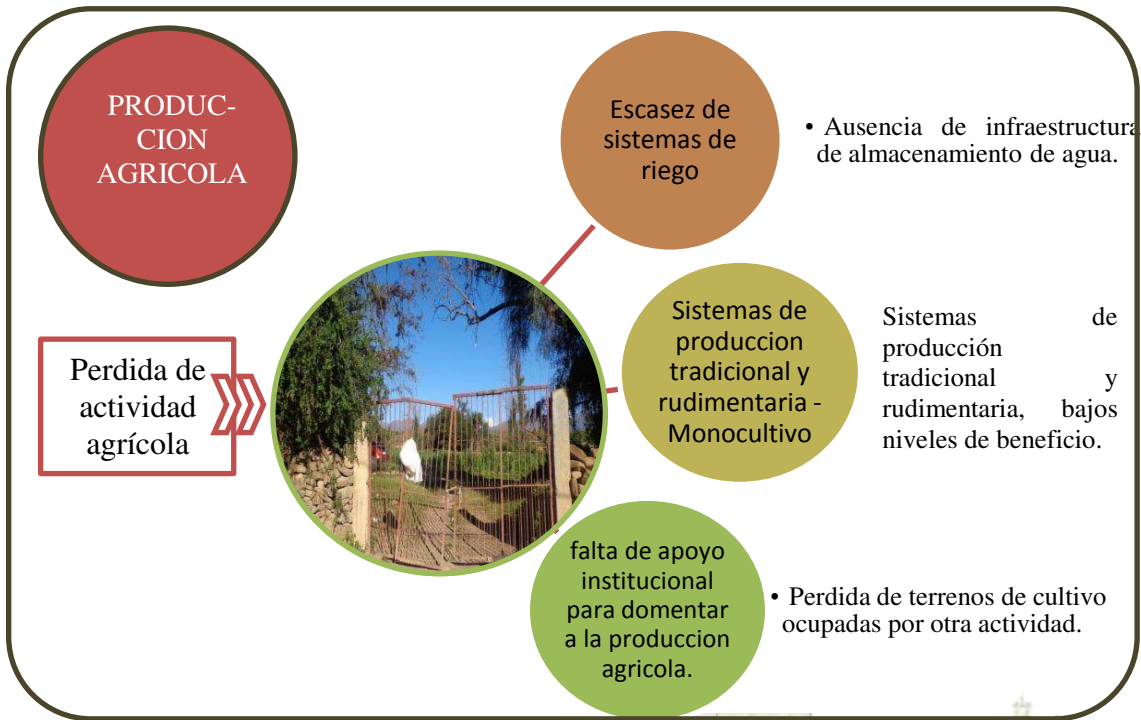 PRODUC-
CION
AGRICOLA
Perdida de
actividad
agrícola
Escasez de
sistemas de
riego
• Ausencia de infraestructura
de almacenamiento de agua.
Sistemas de
produccion
tradicional y
rudimentaria -
Monocultivo
Sistemas de
producción
tradicional y
rudimentaria, bajos
niveles de beneficio.
falta de apoyo
institucional
para domentar
a la produccion
agricola.
• Perdida de terrenos de cultivo
ocupadas por otra actividad.